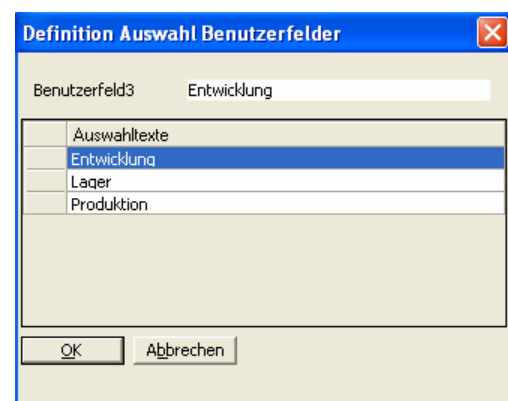 Definition Auswahl Benutzerfelder
Benutzerfeld3 Entwicklung
Auswahltexte
Entwicklung
Lager
Produktion
OK Abbrechen